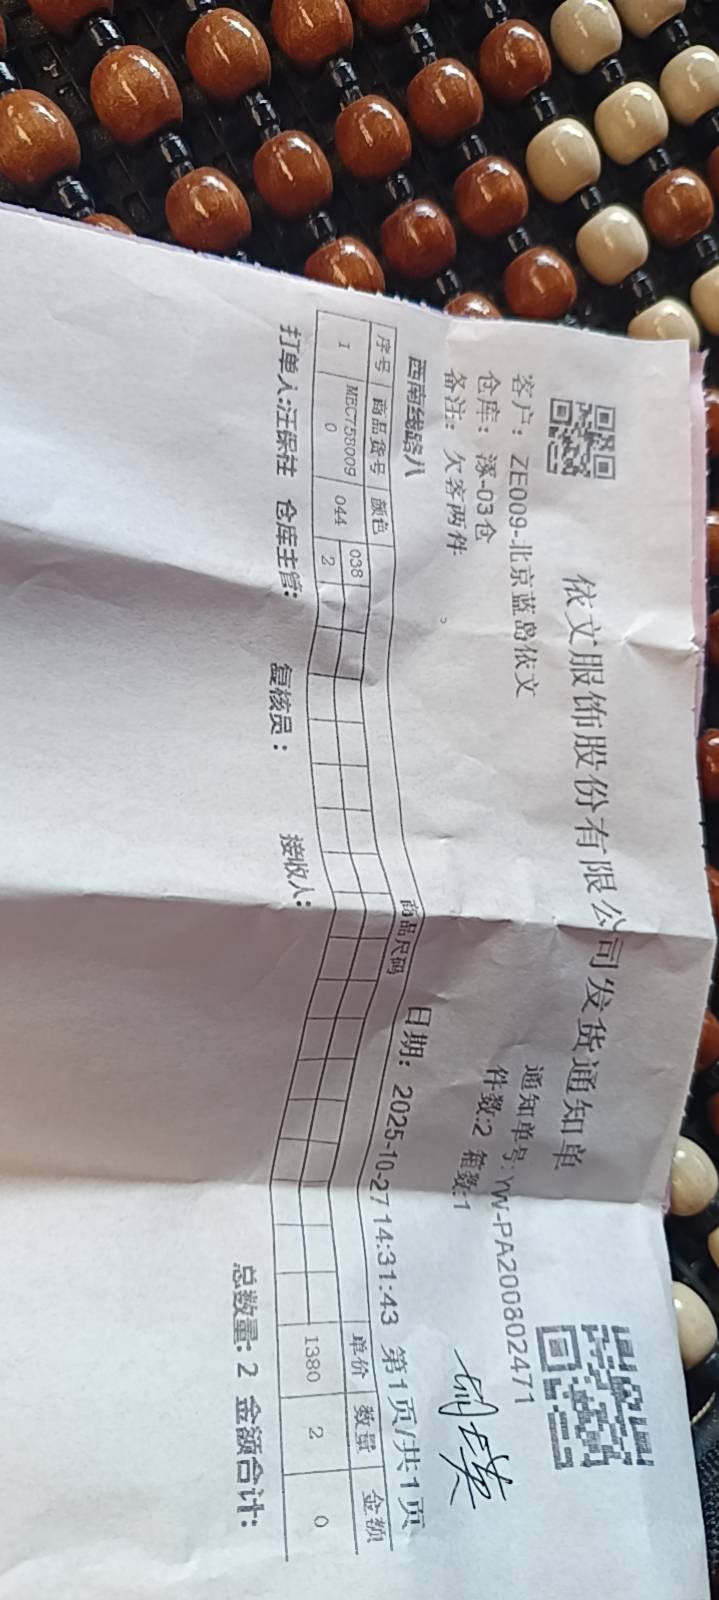 依文服饰股份有限公司发货通知单
客户：ZE009-北京蓝岛依文
通知单号:YW-PA200802471
仓库：涿-03仓
件数:2 箱数:1
备注：欠客两件
西南线路八
日期：2025-10-27 14:31:43 第1页/共1页
序号 商品货号 颜色 商品尺码 单价 数量 金额
038
1 MEC7580090 044 2 1380 2 0
打单人:汪保柱 仓库主管: 复核员： 接收人: 总数量: 2 金额合计: